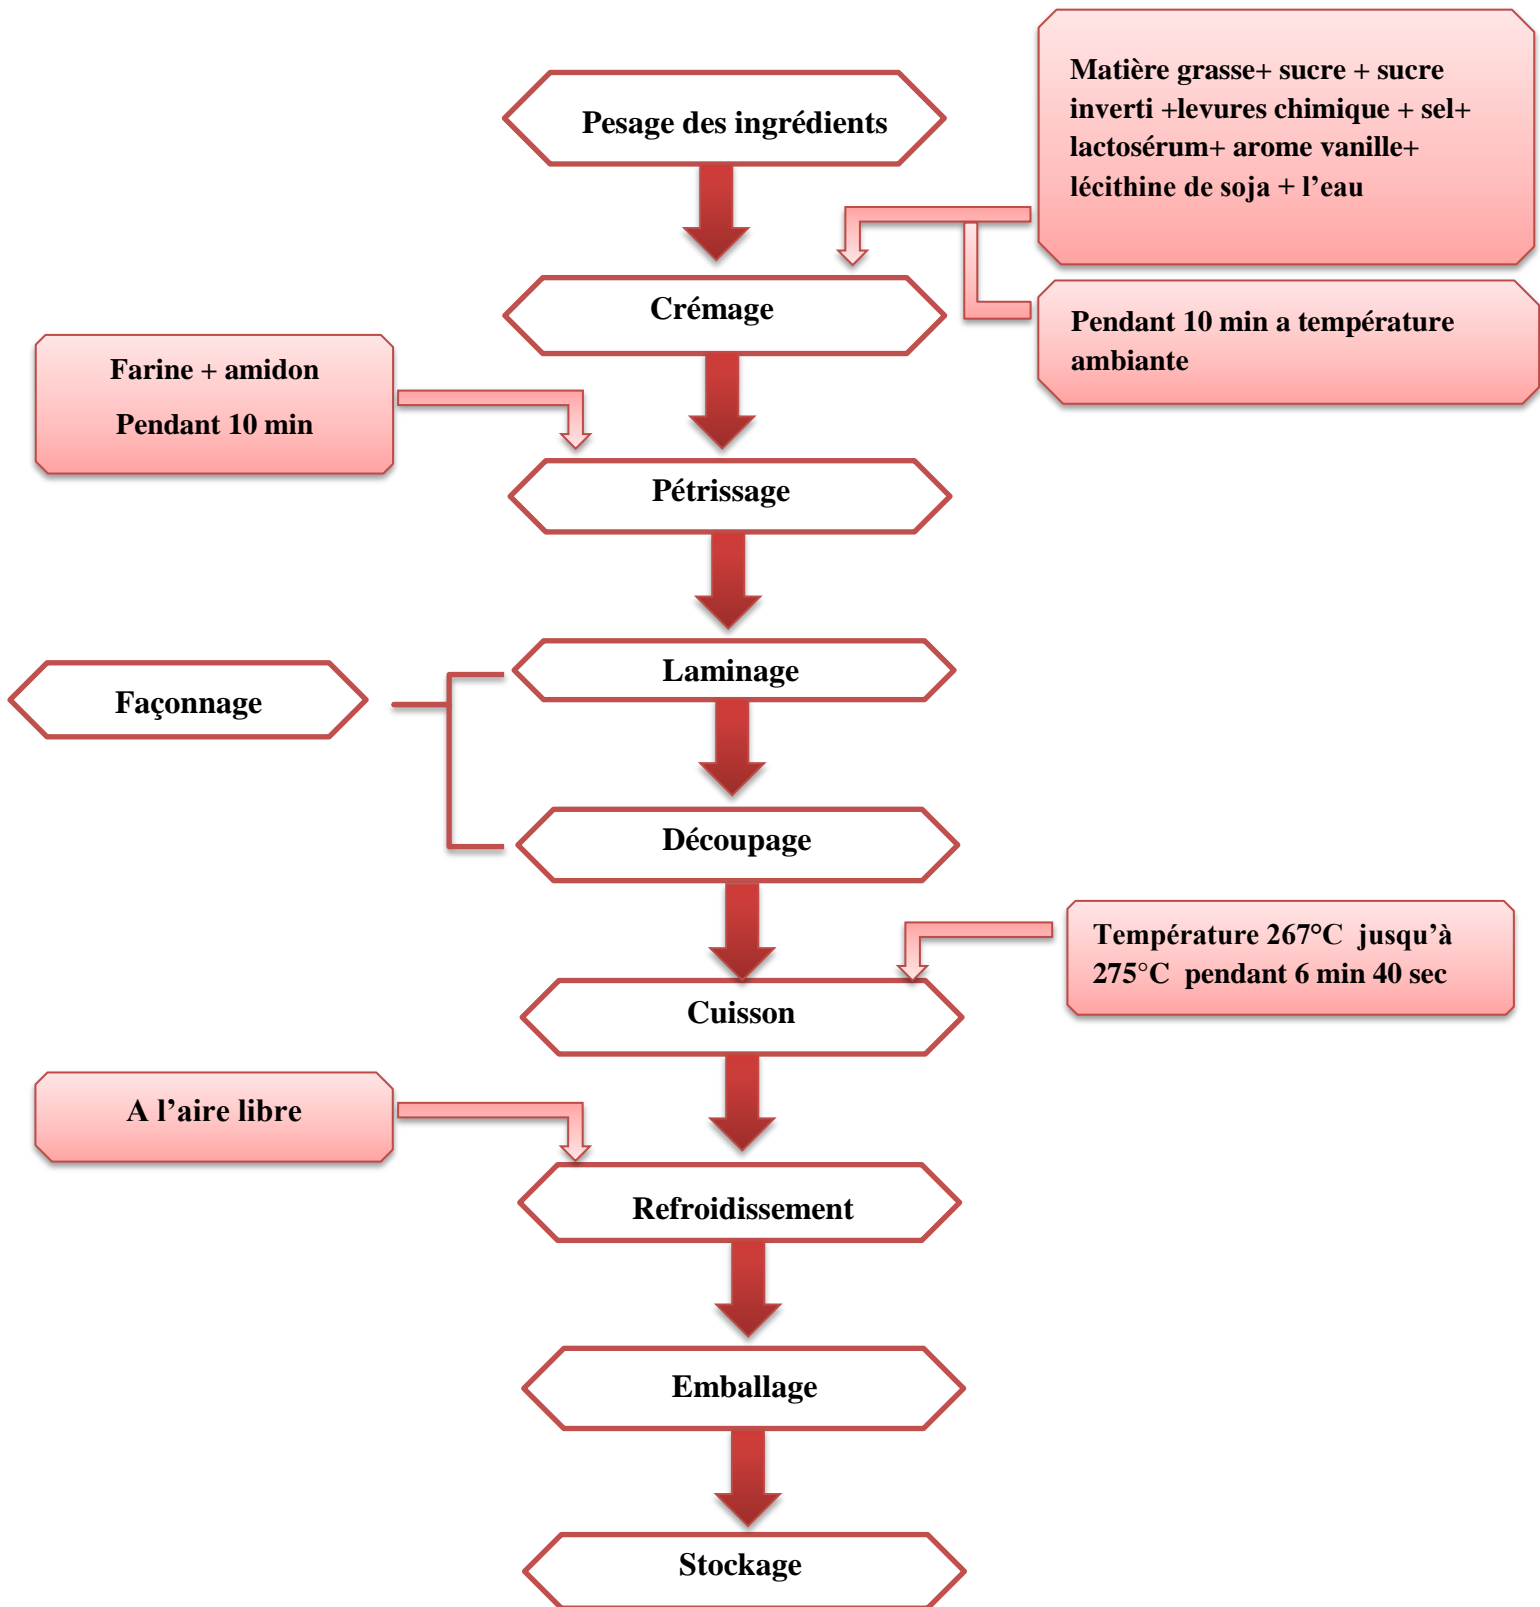 Pesage des ingrédients
Matière grasse+ sucre + sucre
inverti +levures chimique + sel+
lactosérum+ arome vanille+
lécithine de soja + l’eau
Crémage
Pendant 10 min a température
ambiante
Farine + amidon
Pendant 10 min
Pétrissage
Laminage
Façonnage
Découpage
Température 267°C  jusqu’à
275°C  pendant 6 min 40 sec
Cuisson
A l’aire libre
Refroidissement
Emballage
Stockage